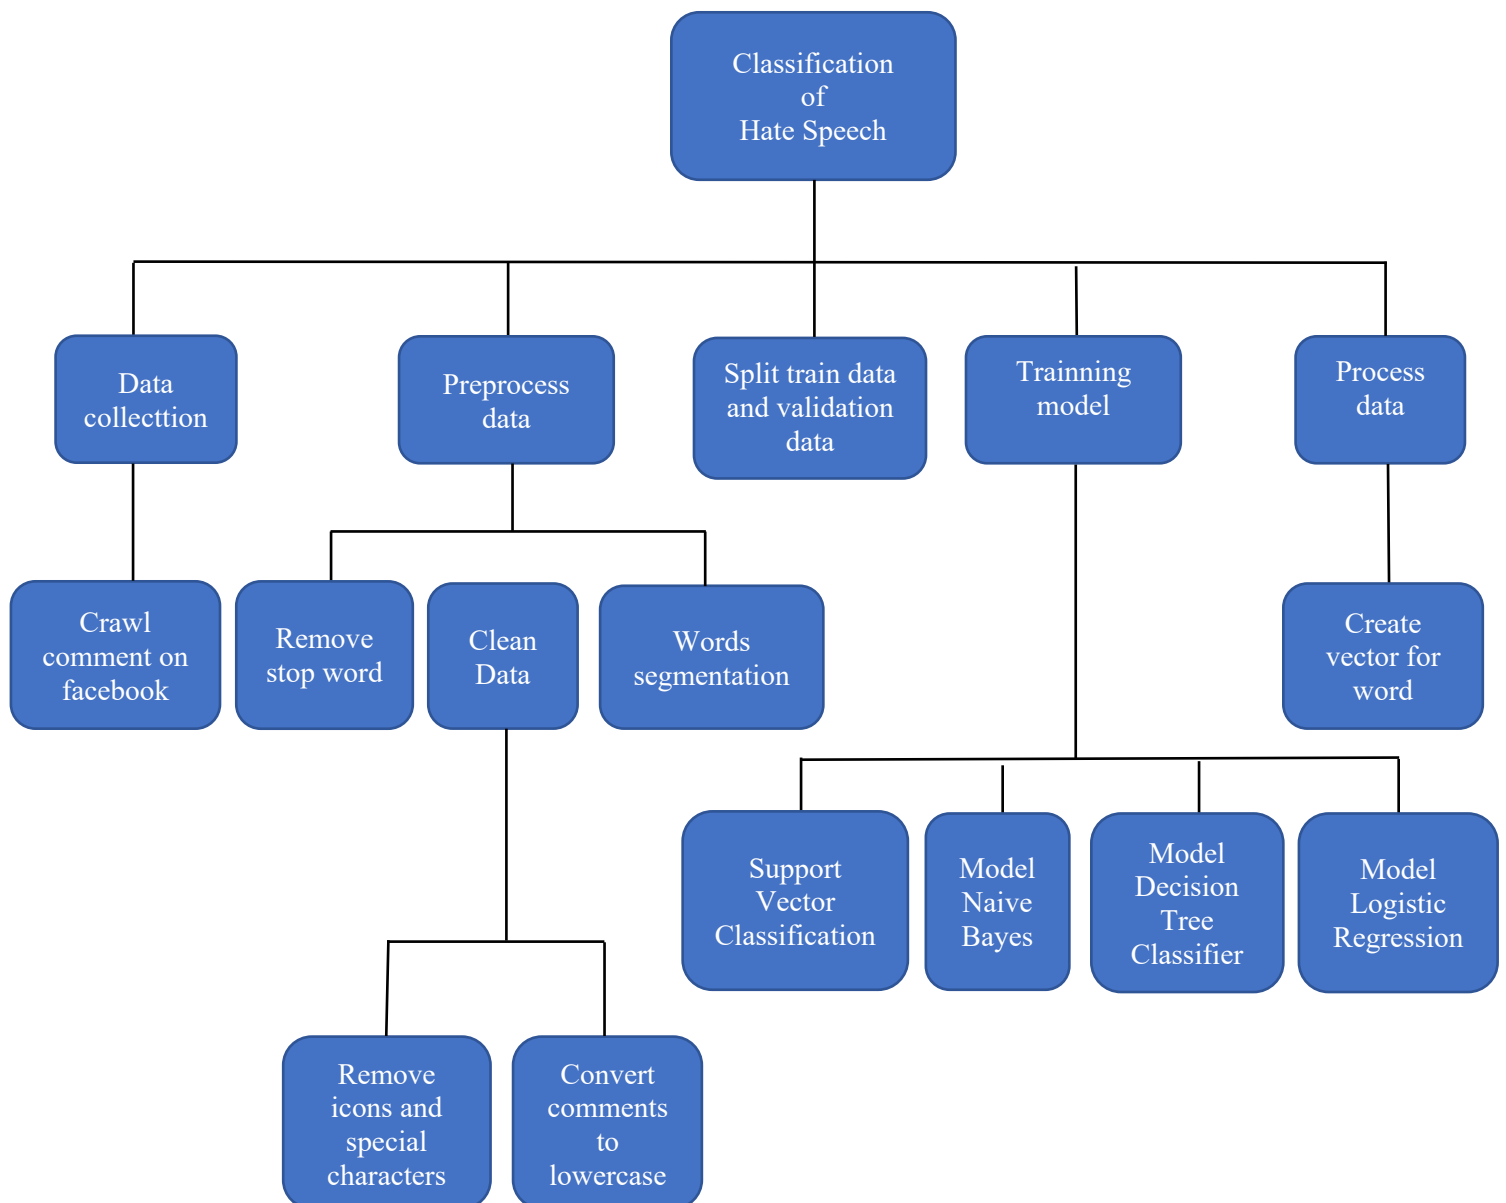 Classification
of
Hate Speech
Data
collecttion
Preprocess
data
Split train data
and validation
data
Trainning
model
Process
data
Crawl
comment on
facebook
Remove
stop word
Clean
Data
Words
segmentation
Create
vector for
word
Support
Vector
Classification
Model
Naive
Bayes
Model
Decision
Tree
Classifier
Model
Logistic
Regression
Remove
icons and
special
characters
Convert
comments
to
lowercase